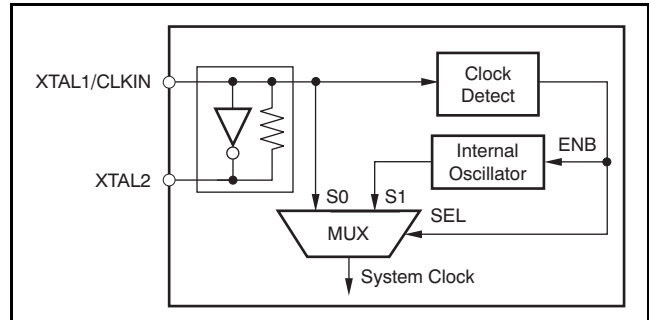 XTAL1/CLKIN
Clock
Detect
Internal
Oscillator
ENB
XTAL2
S0
S1
SEL
MUX
System Clock